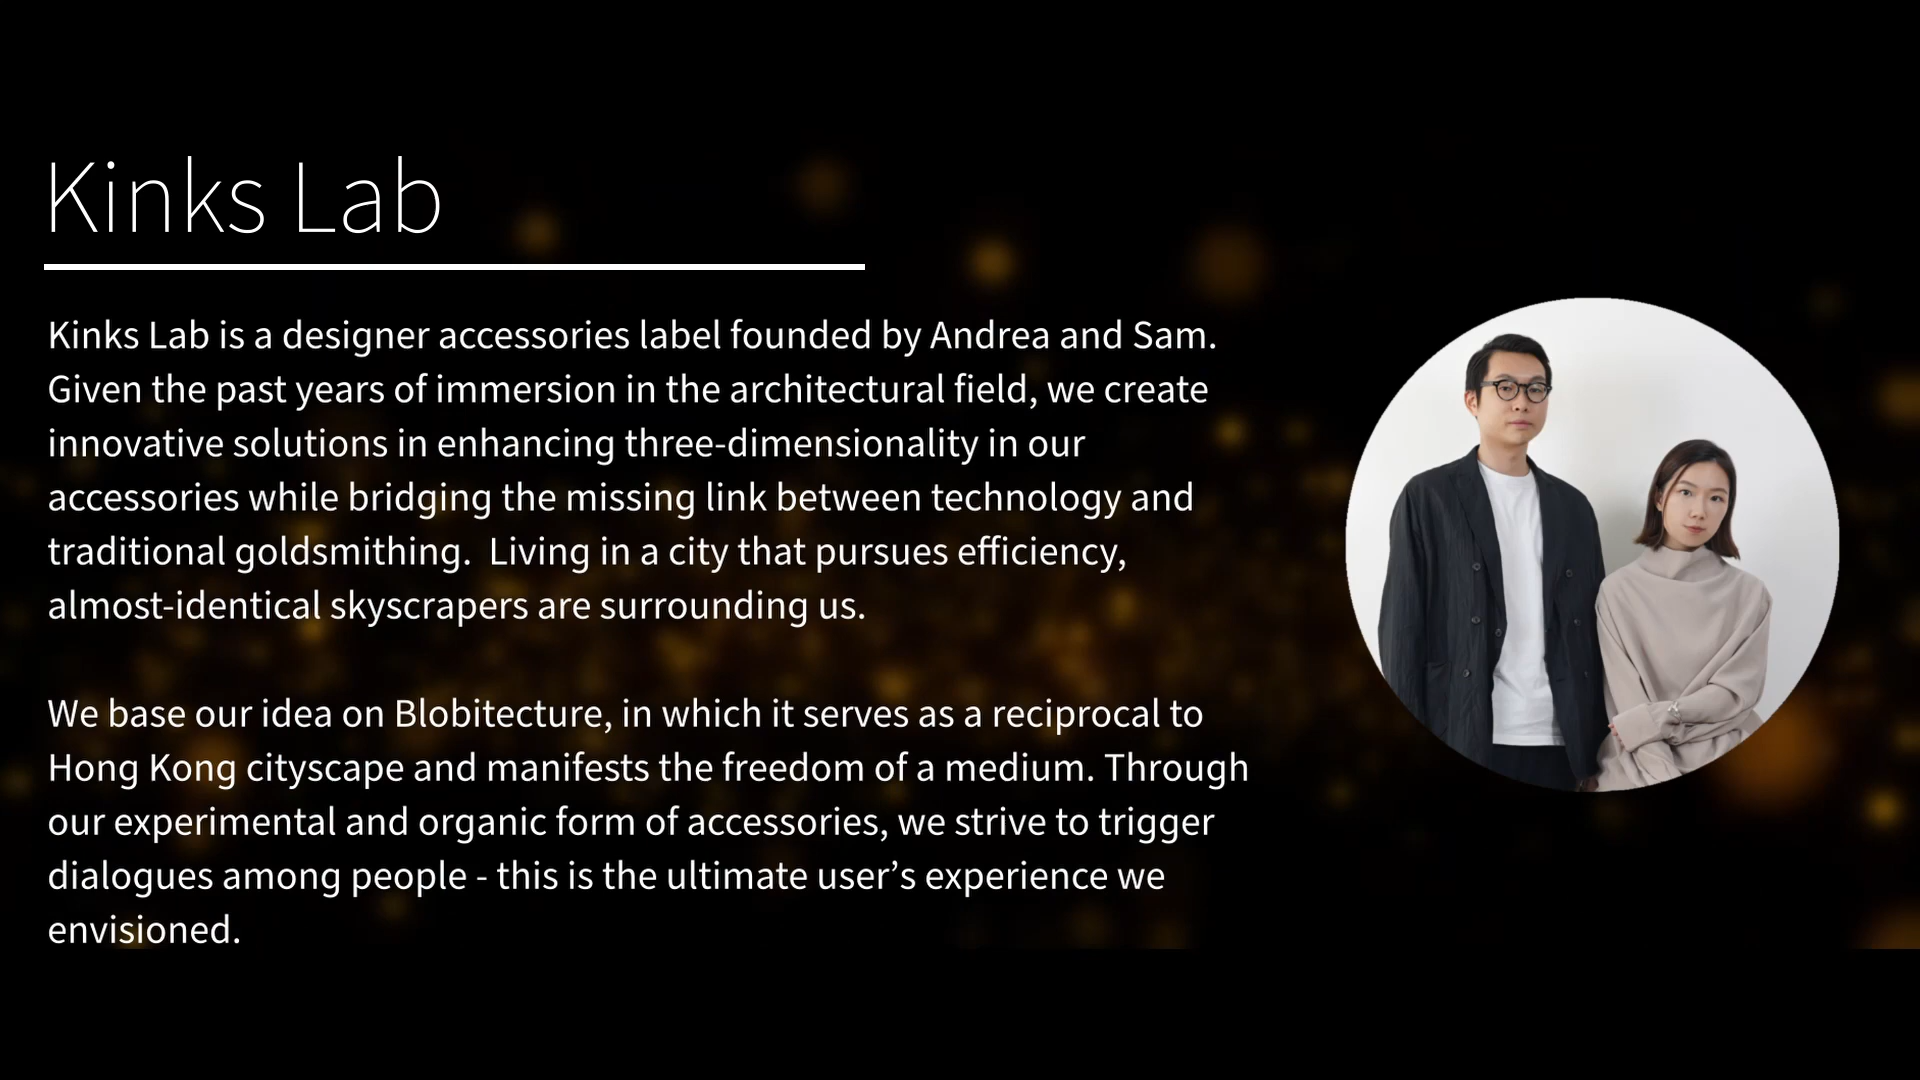 Kinks Lab
Kinks Lab is a designer accessories label founded by Andrea and Sam.
Given the past years of immersion in the architectural field, we create
innovative solutions in enhancing three-dimensionality in our
accessories while bridging the missing link between technology and
traditional goldsmithing.  Living in a city that pursues efficiency,
almost-identical skyscrapers are surrounding us.
We base our idea on Blobitecture, in which it serves as a reciprocal to
Hong Kong cityscape and manifests the freedom of a medium. Through
our experimental and organic form of accessories, we strive to trigger
dialogues among people - this is the ultimate user’s experience we
envisioned.